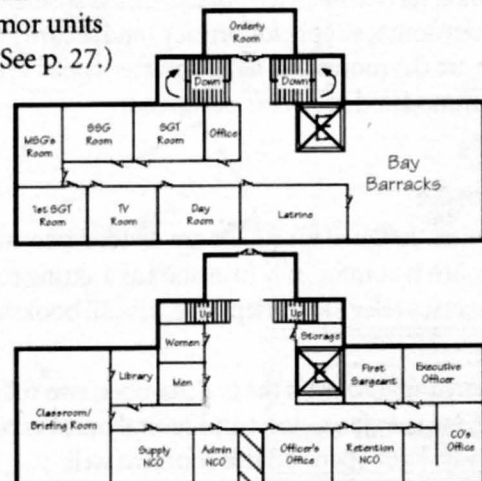 mor units
See p. 27.)
Orderly
Room
Down
Down
MSG's
Room
SSG
Room
SGT
Room
Office
E
Bay
Barracks
1st SGT
Room
TV
Room
Day
Room
Latrine
Up
Up
Women
Storage
Library
Men
E
First
Sergeant
Executive
Officer
Classroom/
Briefing Room
Supply
NCO
Admin
NCO
Officer's
Office
Retention
NCO
CO's
Office